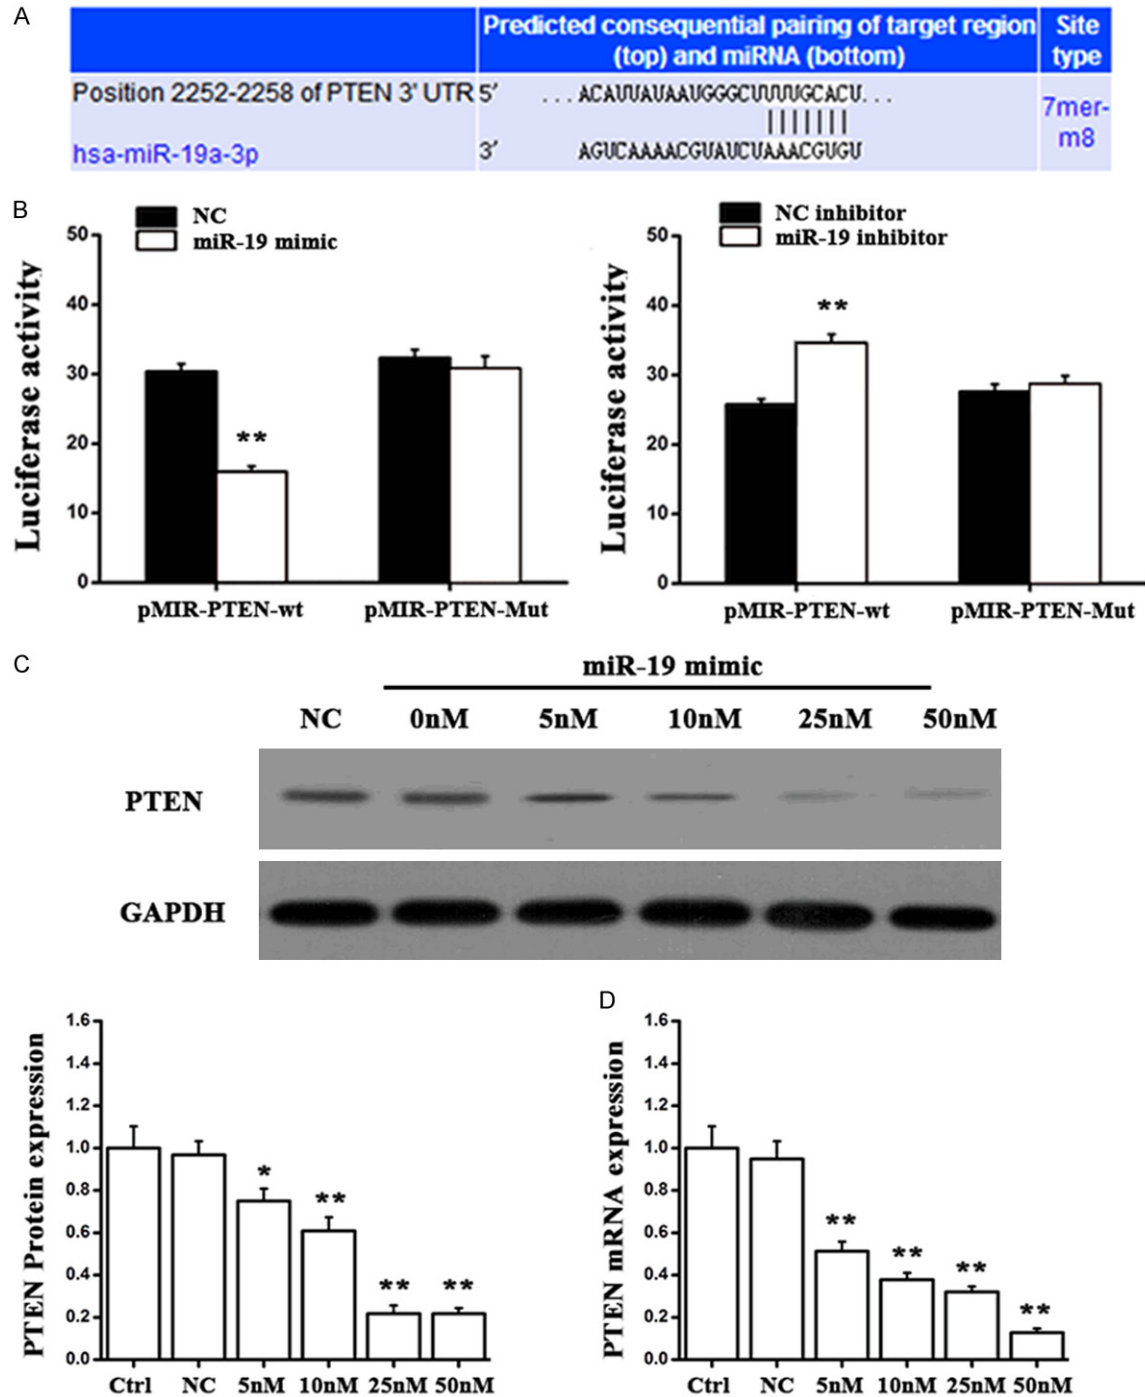 A
Predicted consequential pairing of target region
(top) and miRNA (bottom)
Site
type
Position 2252-2258 of PTEN 3' UTR 5' ...ACAUUAUAAUGGGCUUUUGCACU...
hsa-miR-19a-3p 3' AGUCAAAACGUAUCUAAACGUGU
7mer-
m8
B
NC
miR-19 mimic
Luciferase activity
50
40
30
20
10
0
**
pMIR-PTEN-wt pMIR-PTEN-Mut
NC inhibitor
miR-19 inhibitor
Luciferase activity
50
40
30
20
10
0
**
pMIR-PTEN-wt pMIR-PTEN-Mut
C
miR-19 mimic
NC 0nM 5nM 10nM 25nM 50nM
PTEN
GAPDH
PTEN Protein expression
1.6
1.4
1.2
1.0
0.8
0.6
0.4
0.2
0.0
* ** ** **
Ctrl NC 5nM 10nM 25nM 50nM
D
PTEN mRNA expression
1.6
1.4
1.2
1.0
0.8
0.6
0.4
0.2
0.0
** ** ** **
Ctrl NC 5nM 10nM 25nM 50nM